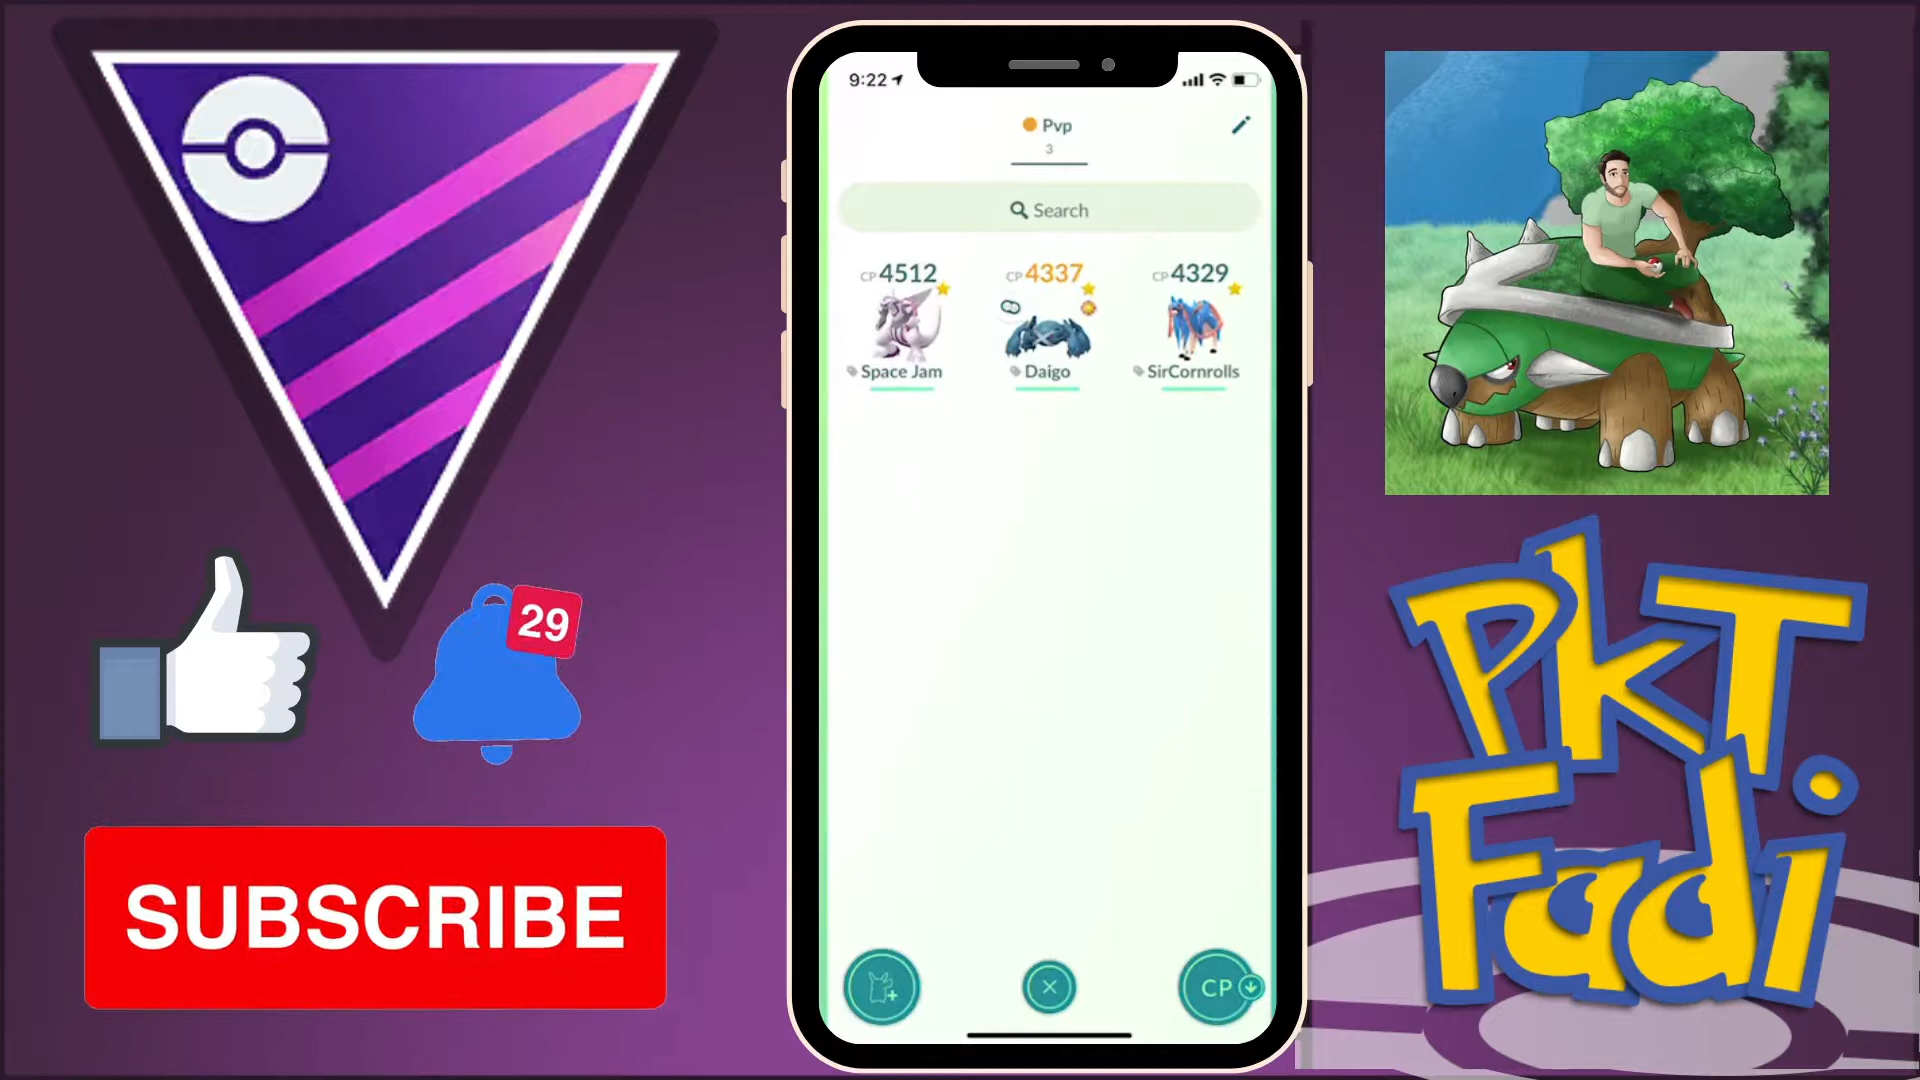 9:22
Pvp
3
Search
CP 4512
CP 4337
CP 4329
Space Jam
Daigo
SirCornrolls
CP
29
SUBSCRIBE
PkT.
Fadi